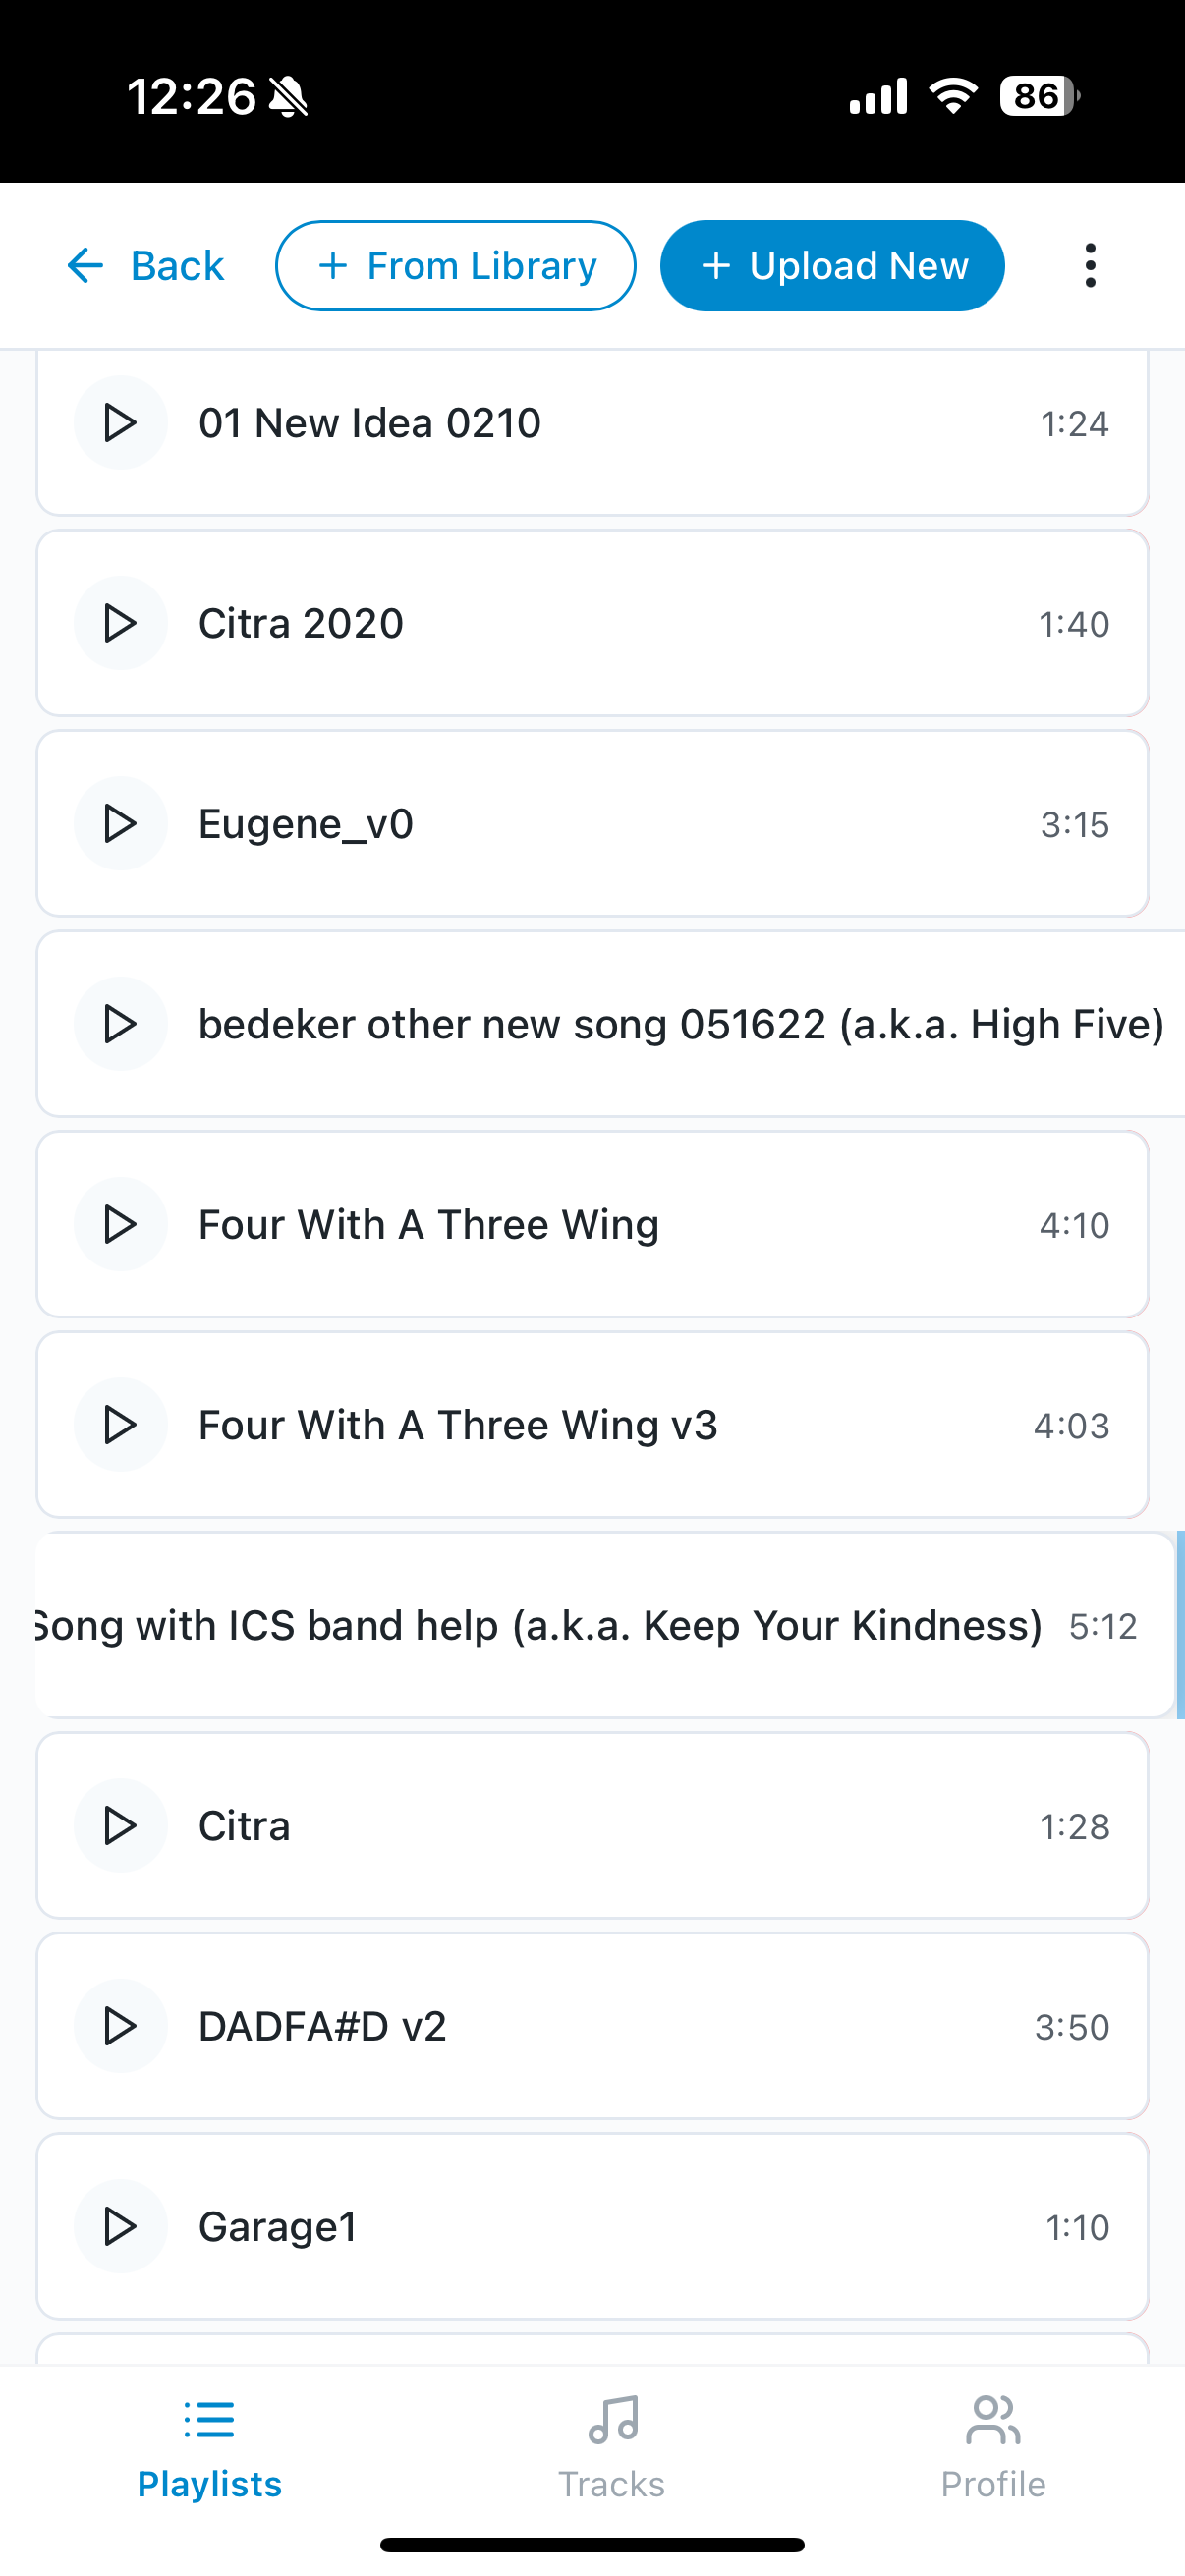 12:26
86
Back
+ From Library
+ Upload New
01 New Idea 0210
1:24
Citra 2020
1:40
Eugene_v0
3:15
bedeker other new song 051622 (a.k.a. High Five)
Four With A Three Wing
4:10
Four With A Three Wing v3
4:03
Song with ICS band help (a.k.a. Keep Your Kindness)
5:12
Citra
1:28
DADFA#D v2
3:50
Garage1
1:10
Playlists
Tracks
Profile